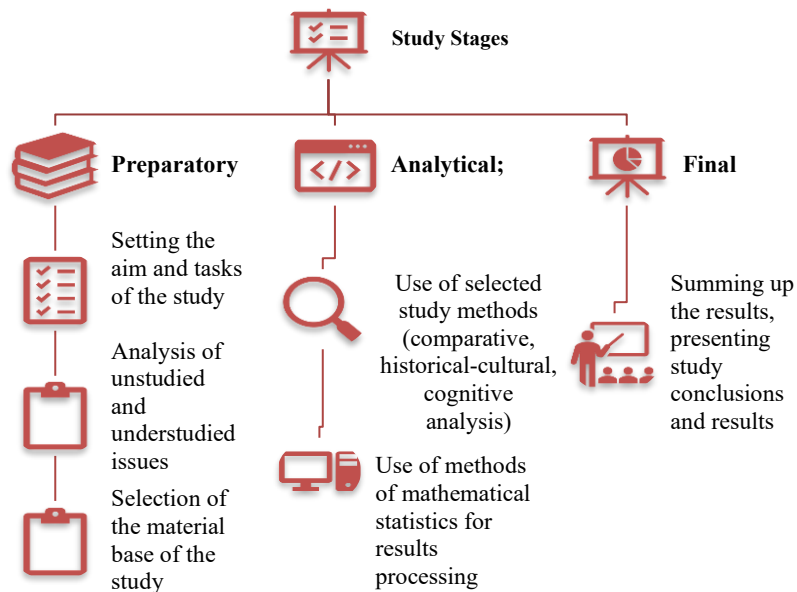 Study Stages
Preparatory
Setting the
aim and tasks
of the study
Analysis of
unstudied
and
understudied
issues
Selection of
the material
base of the
study
Analytical;
</>
Use of selected
study methods
(comparative,
historical-cultural,
cognitive
analysis)
Use of methods
of mathematical
statistics for
results
processing
Final
Summing up
the results,
presenting
study
conclusions
and results